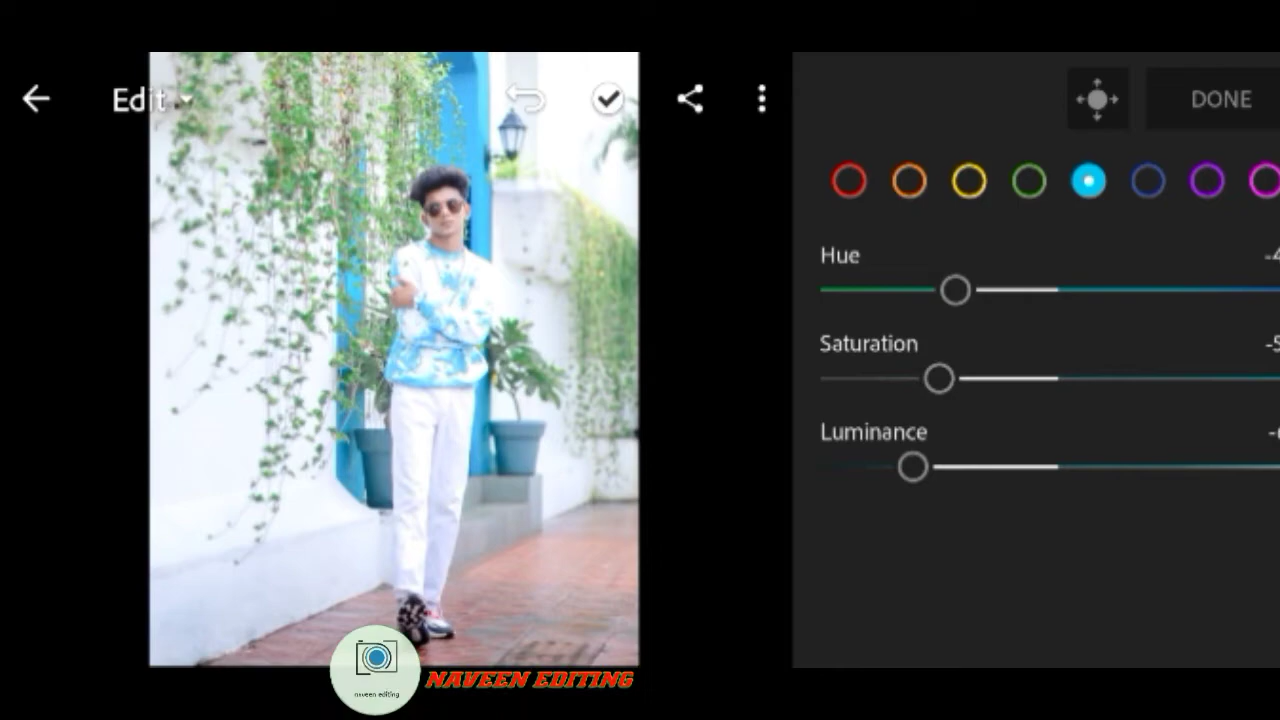 Edit
DONE
Hue
Saturation
Luminance
naveen editing
NAVEEN EDITING